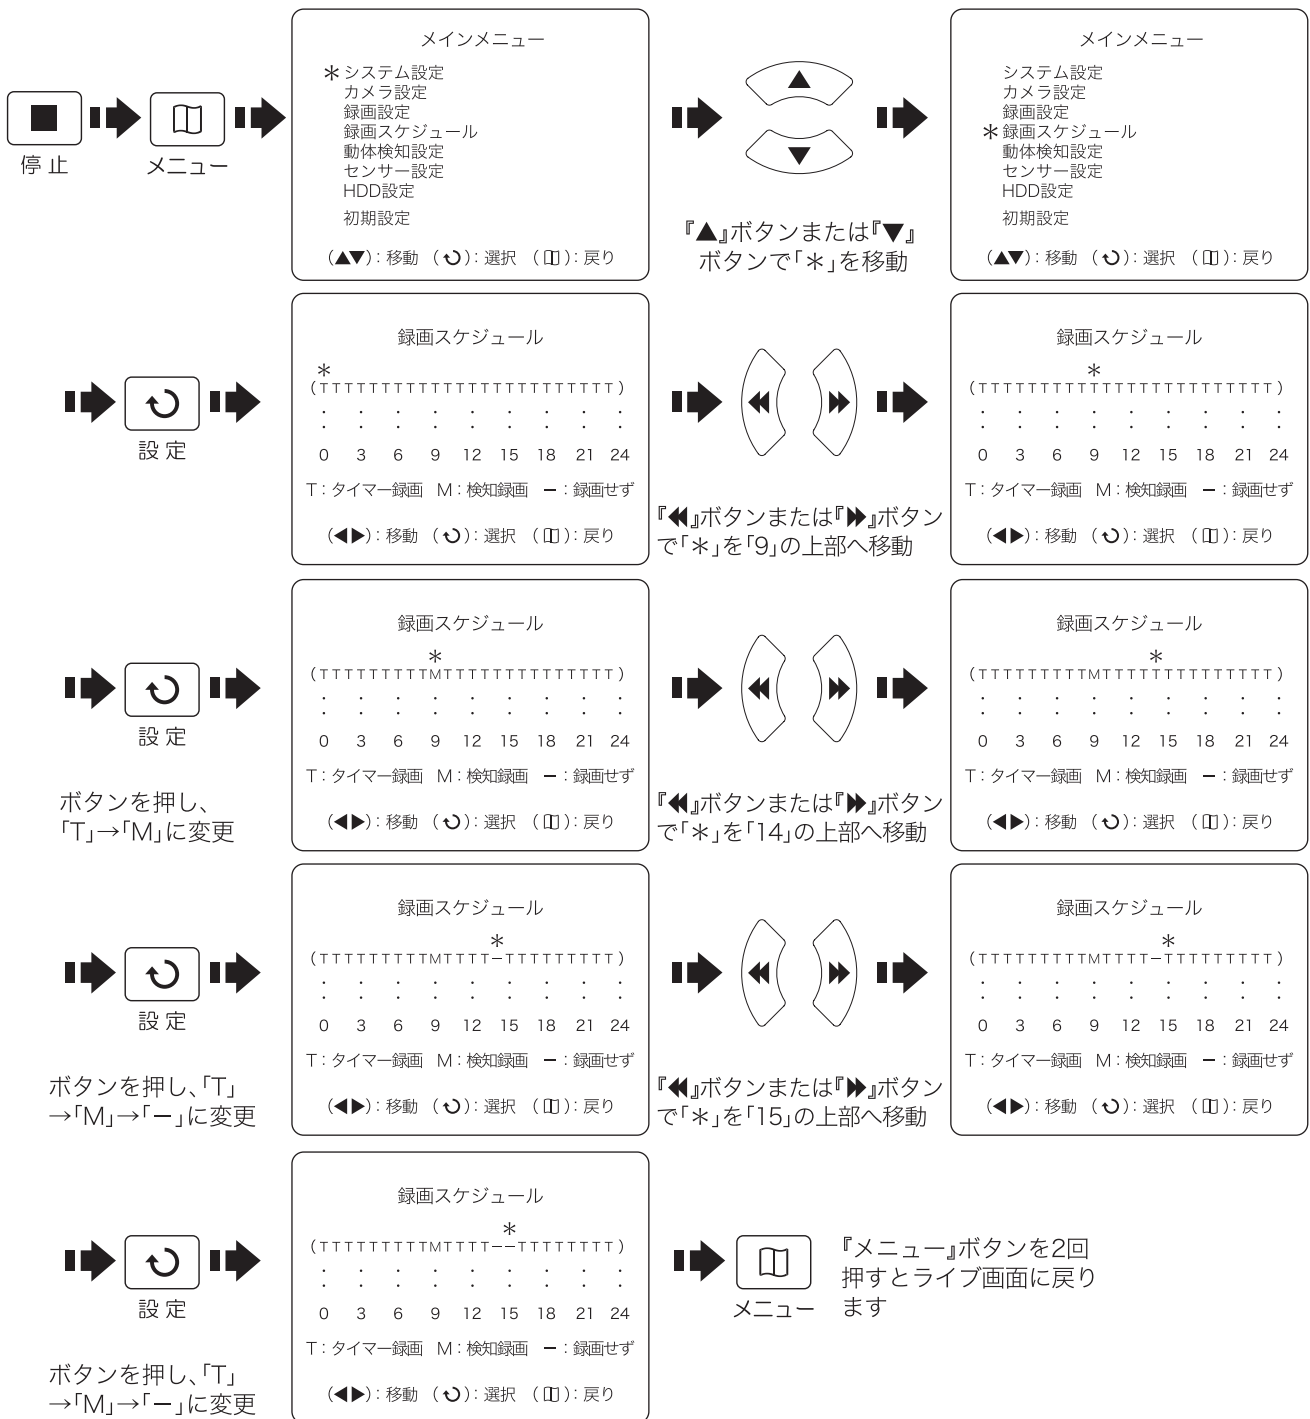 停止
メニュー
メインメニュー
＊システム設定
カメラ設定
録画設定
録画スケジュール
動体検知設定
センサー設定
HDD設定
初期設定
(▲▼)：移動 (↻)：選択 (▯▯)：戻り
『▲』ボタンまたは『▼』
ボタンで「＊」を移動
メインメニュー
システム設定
カメラ設定
録画設定
＊録画スケジュール
動体検知設定
センサー設定
HDD設定
初期設定
(▲▼)：移動 (↻)：選択 (▯▯)：戻り
設定
録画スケジュール
＊
(TTTTTTTTTTTTTTTTTTTTTTTT)
: : : : : : : : :
0 3 6 9 12 15 18 21 24
T：タイマー録画 M：検知録画 −：録画せず
(◀▶)：移動 (↻)：選択 (▯▯)：戻り
『◀◀』ボタンまたは『▶▶』ボタン
で「＊」を「9」の上部へ移動
録画スケジュール
＊
(TTTTTTTTTTTTTTTTTTTTTTTT)
: : : : : : : : :
0 3 6 9 12 15 18 21 24
T：タイマー録画 M：検知録画 −：録画せず
(◀▶)：移動 (↻)：選択 (▯▯)：戻り
設定
ボタンを押し、
「T」→「M」に変更
録画スケジュール
＊
(TTTTTTTTTMTTTTTTTTTTTTTT)
: : : : : : : : :
0 3 6 9 12 15 18 21 24
T：タイマー録画 M：検知録画 −：録画せず
(◀▶)：移動 (↻)：選択 (▯▯)：戻り
『◀◀』ボタンまたは『▶▶』ボタン
で「＊」を「14」の上部へ移動
録画スケジュール
＊
(TTTTTTTTTMTTTTTTTTTTTTTT)
: : : : : : : : :
0 3 6 9 12 15 18 21 24
T：タイマー録画 M：検知録画 −：録画せず
(◀▶)：移動 (↻)：選択 (▯▯)：戻り
設定
ボタンを押し、「T」
→「M」→「−」に変更
録画スケジュール
＊
(TTTTTTTTTMTTTT−TTTTTTTTT)
: : : : : : : : :
0 3 6 9 12 15 18 21 24
T：タイマー録画 M：検知録画 −：録画せず
(◀▶)：移動 (↻)：選択 (▯▯)：戻り
『◀◀』ボタンまたは『▶▶』ボタン
で「＊」を「15」の上部へ移動
録画スケジュール
＊
(TTTTTTTTTMTTTT−TTTTTTTTT)
: : : : : : : : :
0 3 6 9 12 15 18 21 24
T：タイマー録画 M：検知録画 −：録画せず
(◀▶)：移動 (↻)：選択 (▯▯)：戻り
設定
ボタンを押し、「T」
→「M」→「−」に変更
録画スケジュール
＊
(TTTTTTTTTMTTTT−−TTTTTTTT)
: : : : : : : : :
0 3 6 9 12 15 18 21 24
T：タイマー録画 M：検知録画 −：録画せず
(◀▶)：移動 (↻)：選択 (▯▯)：戻り
メニュー
『メニュー』ボタンを2回
押すとライブ画面に戻り
ます